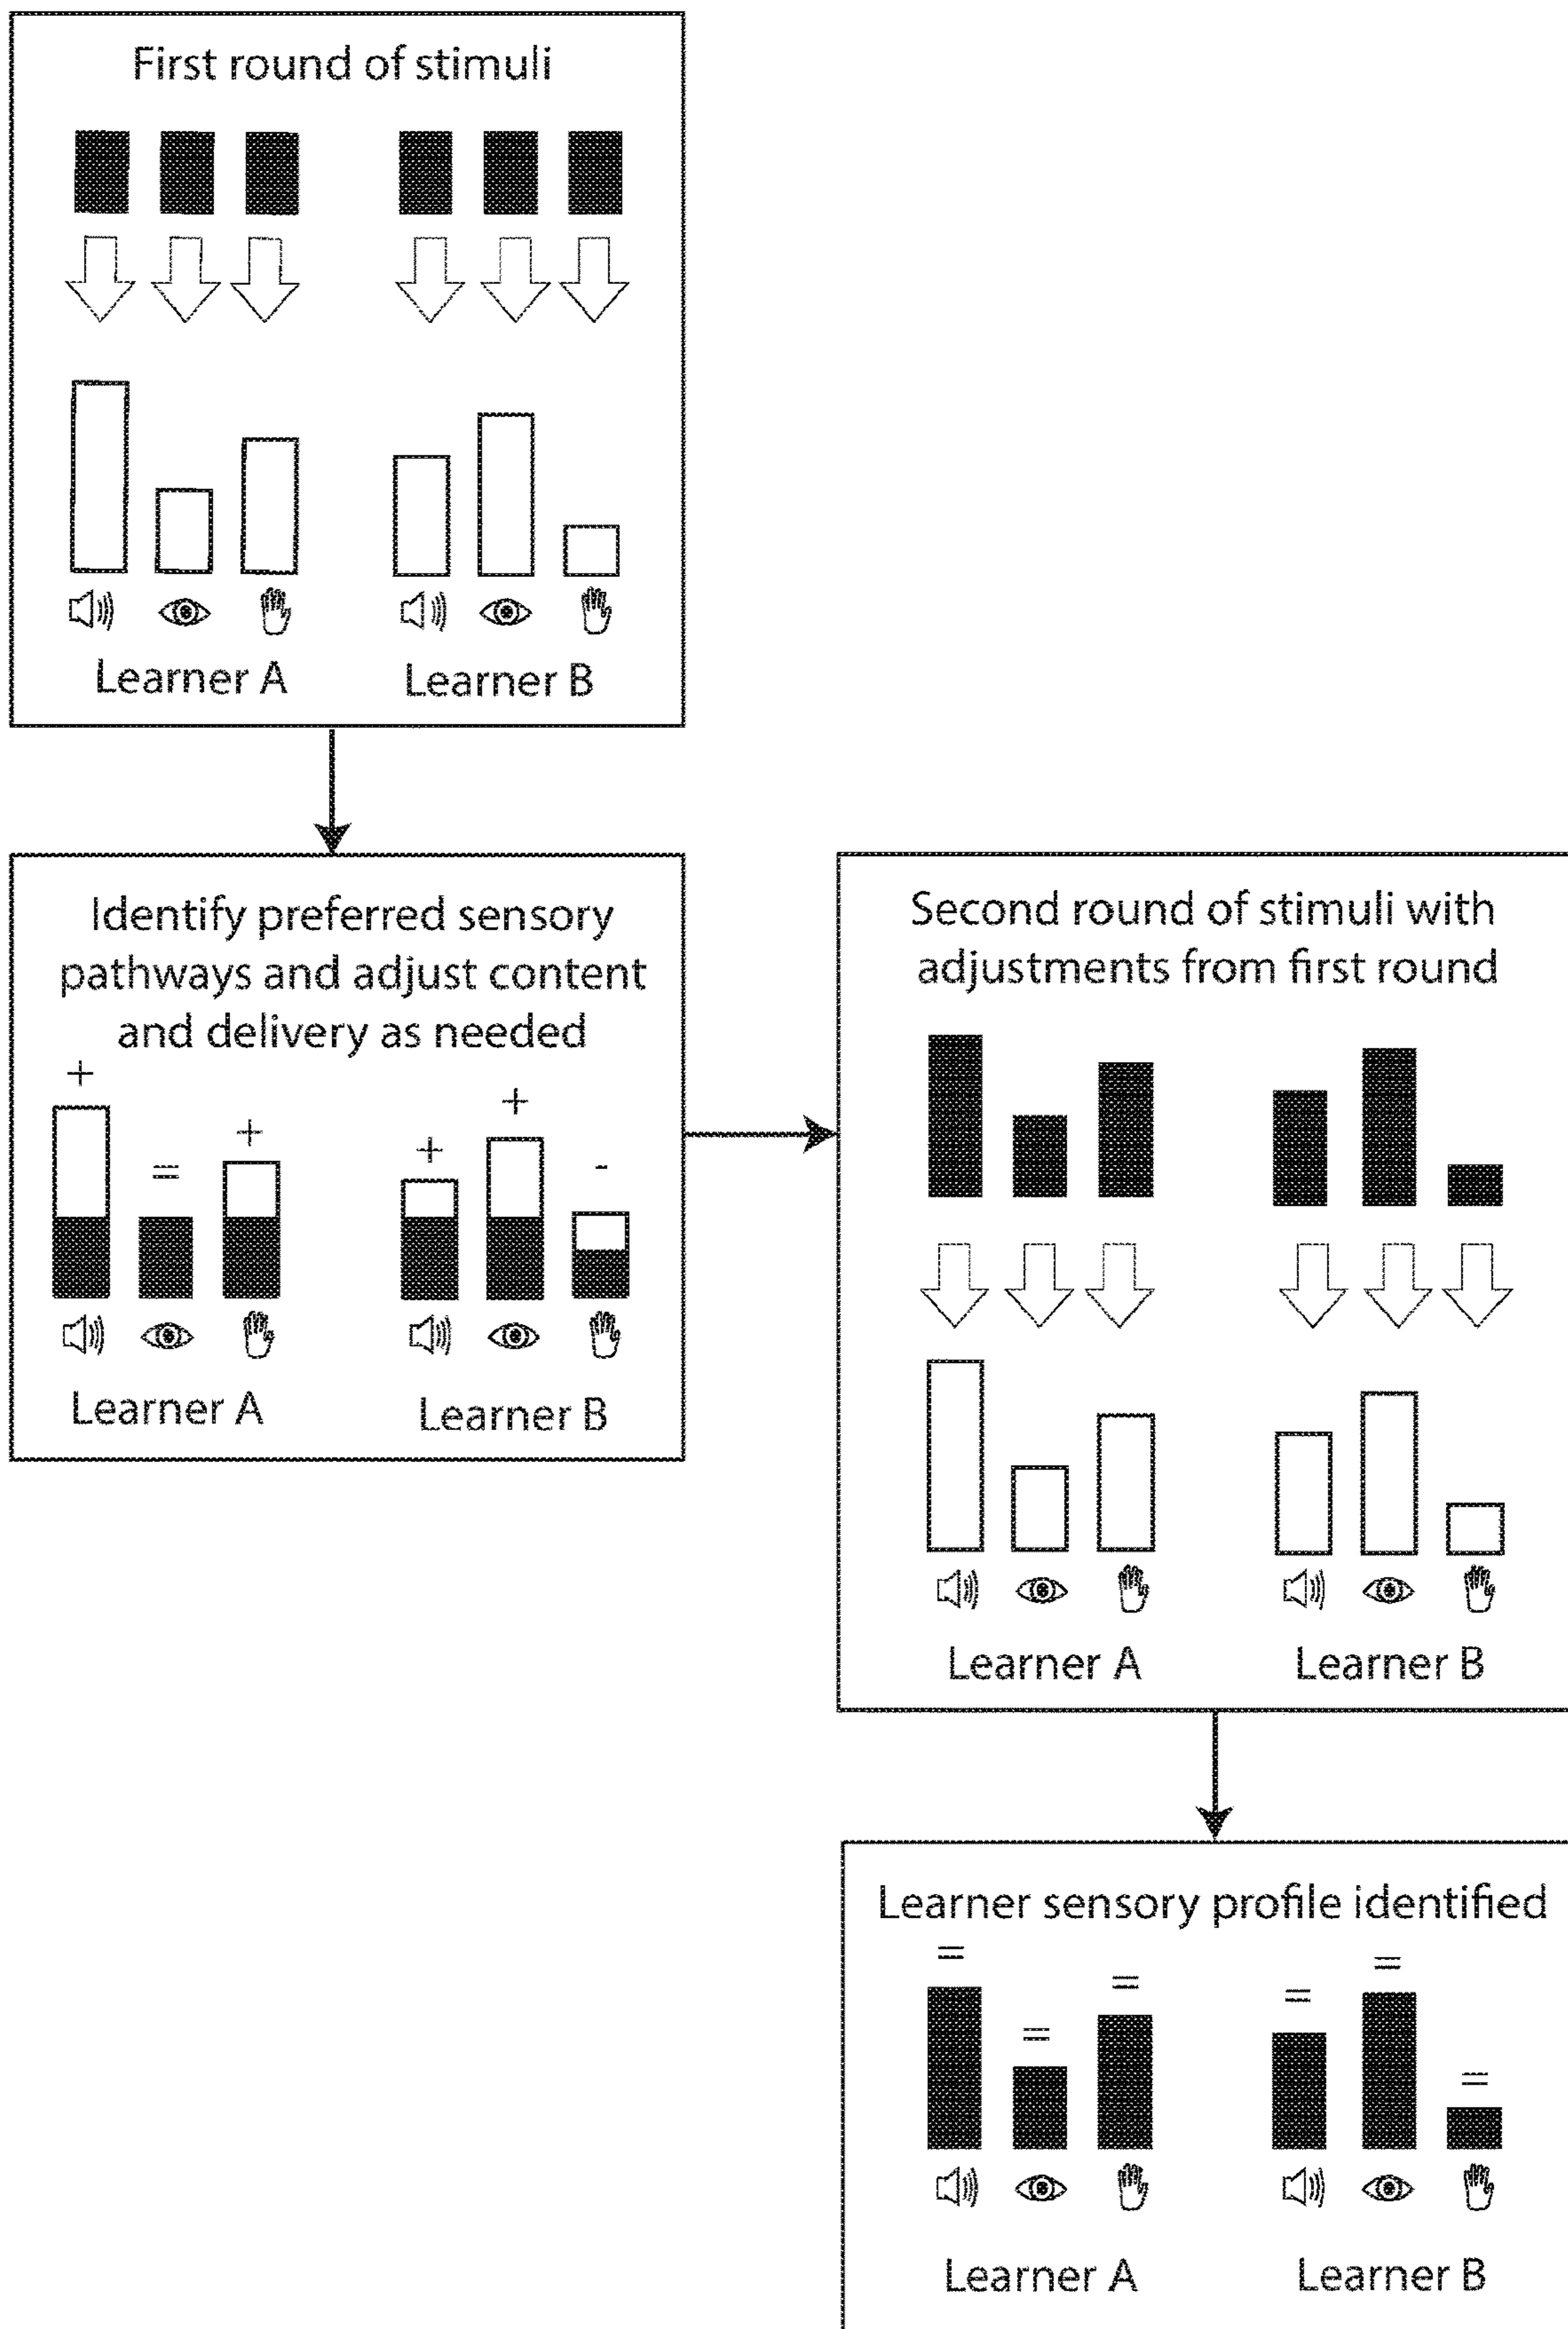 First round of stimuli
Learner A
Learner B
Identify preferred sensory
pathways and adjust content
and delivery as needed
+
=
+
+
+
-
Learner A
Learner B
Second round of stimuli with
adjustments from first round
Learner A
Learner B
Learner sensory profile identified
=
=
=
=
=
=
Learner A
Learner B